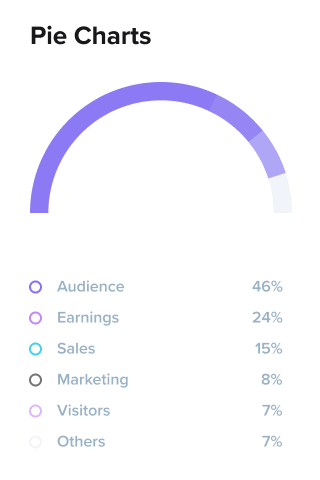 Pie Charts
Audience 46%
Earnings 24%
Sales 15%
Marketing 8%
Visitors 7%
Others 7%